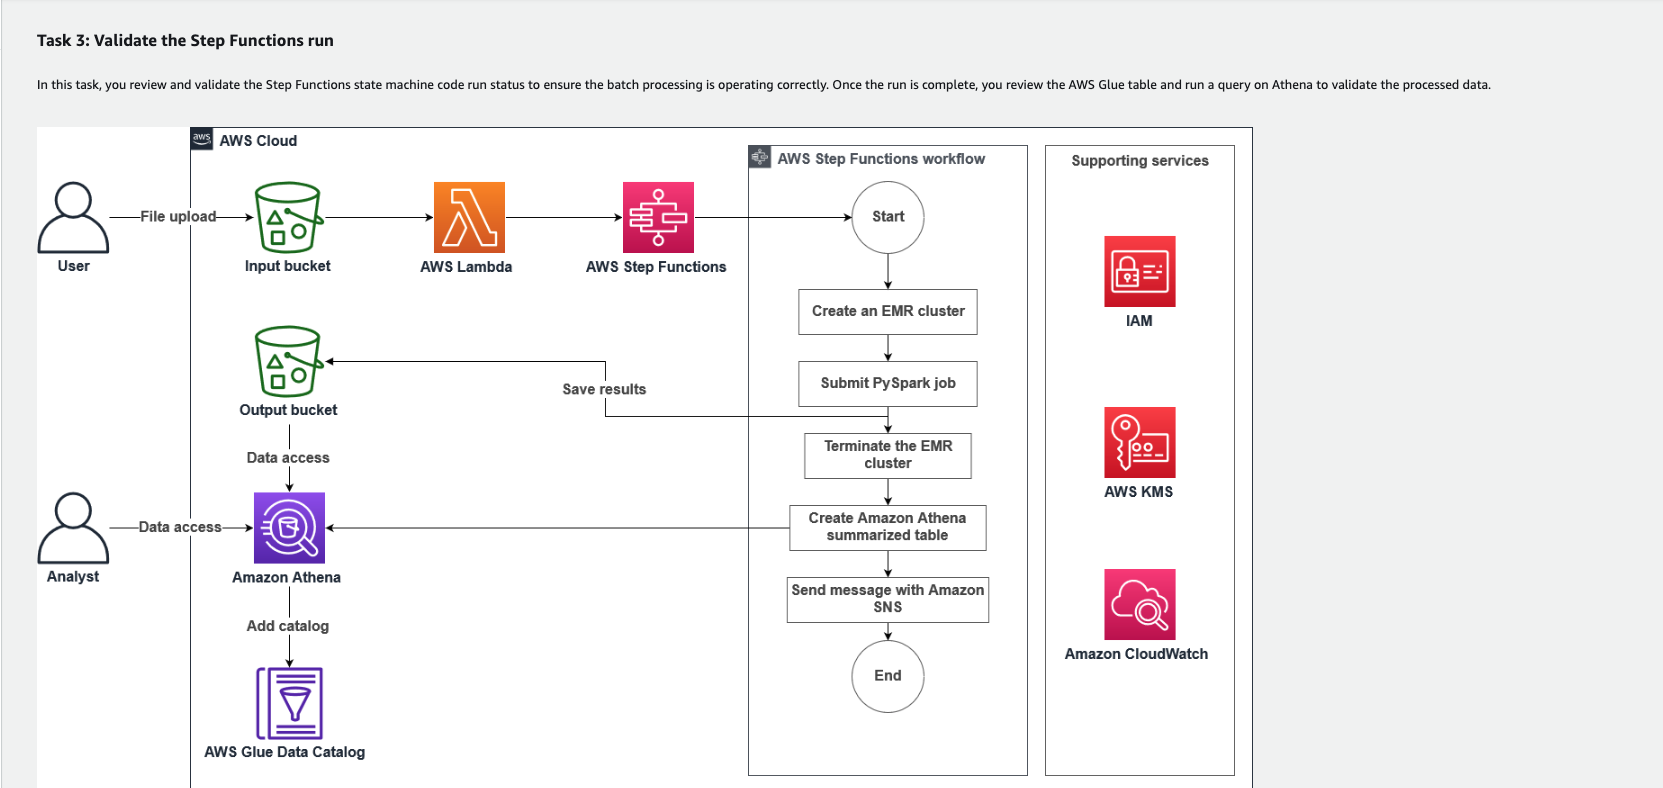 Task 3: Validate the Step Functions run
In this task, you review and validate the Step Functions state machine code run status to ensure the batch processing is operating correctly. Once the run is complete, you review the AWS Glue table and run a query on Athena to validate the processed data.
aws
AWS Cloud
AWS Step Functions workflow
Supporting services
File upload
Start
User
Input bucket
AWS Lambda
AWS Step Functions
Create an EMR cluster
IAM
Submit PySpark job
Save results
Output bucket
Terminate the EMR
cluster
Data access
AWS KMS
Create Amazon Athena
summarized table
Data access
Analyst
Amazon Athena
Send message with Amazon
SNS
Add catalog
Amazon CloudWatch
End
AWS Glue Data Catalog